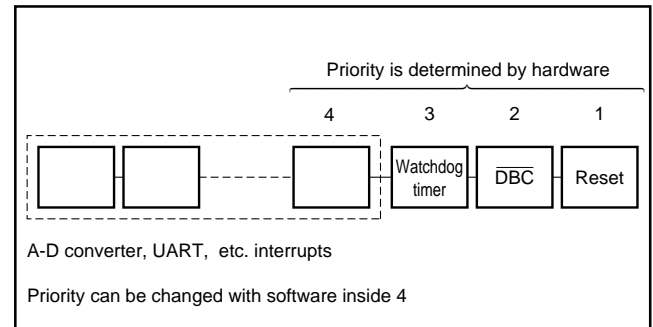 Priority is determined by hardware
4 3 2 1
Watchdog
timer
DBC
Reset
A-D converter, UART, etc. interrupts
Priority can be changed with software inside 4